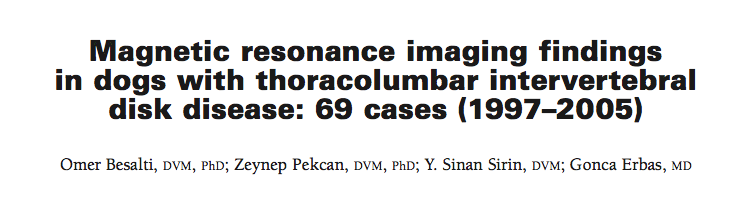 Magnetic resonance imaging findings
in dogs with thoracolumbar intervertebral
disk disease: 69 cases (1997–2005)
Omer Besalti, DVM, PhD; Zeynep Pekcan, DVM, PhD; Y. Sinan Sirin, DVM; Gonca Erbas, MD